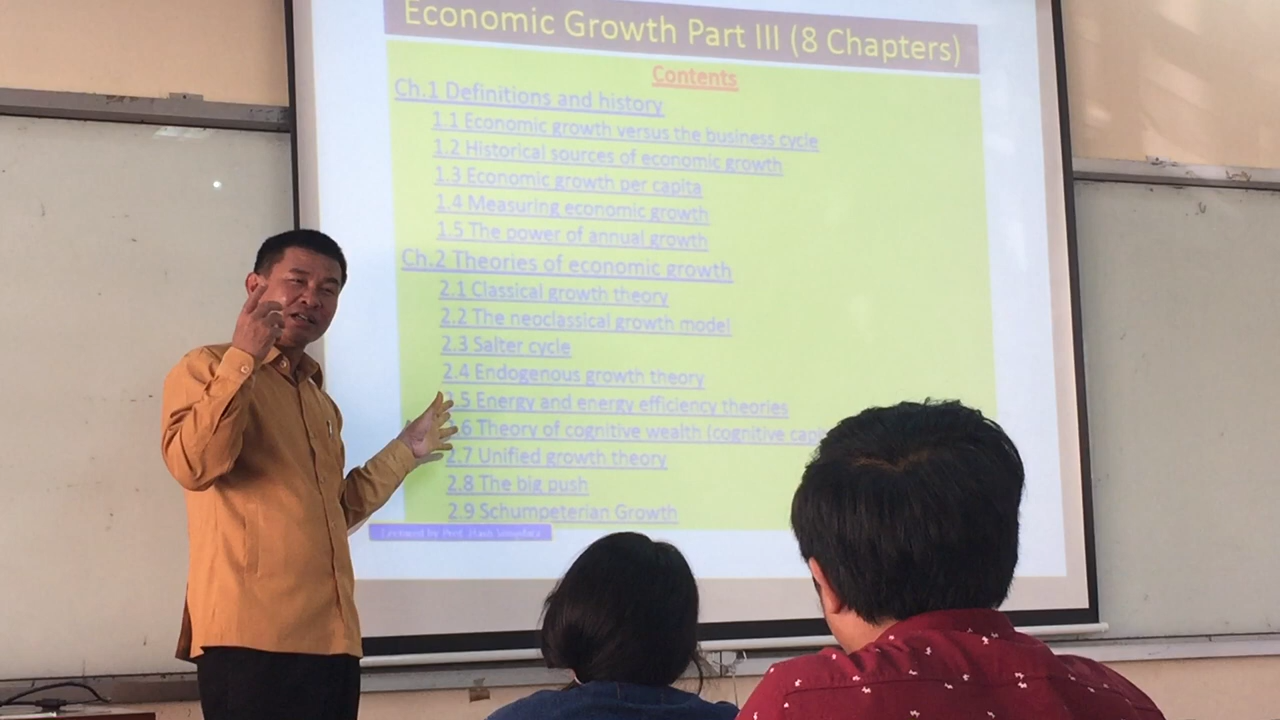 Economic Growth Part III (8 Chapters)
Contents
Ch.1 Definitions and history
1.1 Economic growth versus the business cycle
1.2 Historical sources of economic growth
1.3 Economic growth per capita
1.4 Measuring economic growth
1.5 The power of annual growth
Ch.2 Theories of economic growth
2.1 Classical growth theory
2.2 The neoclassical growth model
2.3 Salter cycle
2.4 Endogenous growth theory
2.5 Energy and energy efficiency theories
.6 Theory of cognitive wealth (cognitive capi
2.7 Unified growth theory
2.8 The big push
2.9 Schumpeterian Growth
Lectured by Prof.